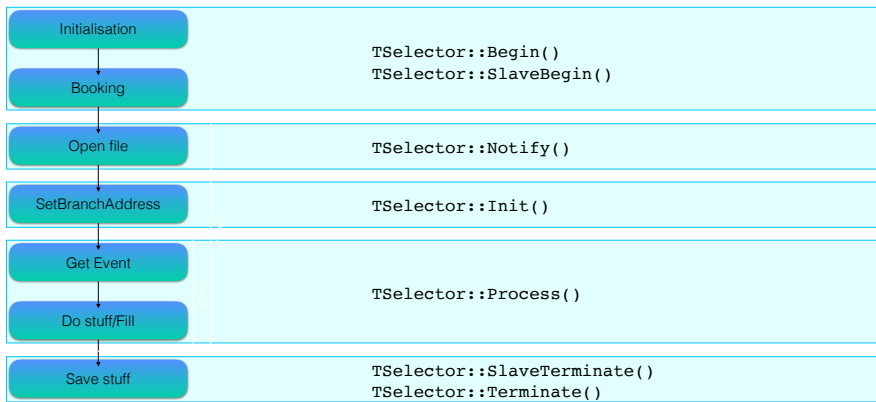 Initialisation
TSelector::Begin()
TSelector::SlaveBegin()
Booking
Open file
TSelector::Notify()
SetBranchAddress
TSelector::Init()
Get Event
TSelector::Process()
Do stuff/Fill
Save stuff
TSelector::SlaveTerminate()
TSelector::Terminate()